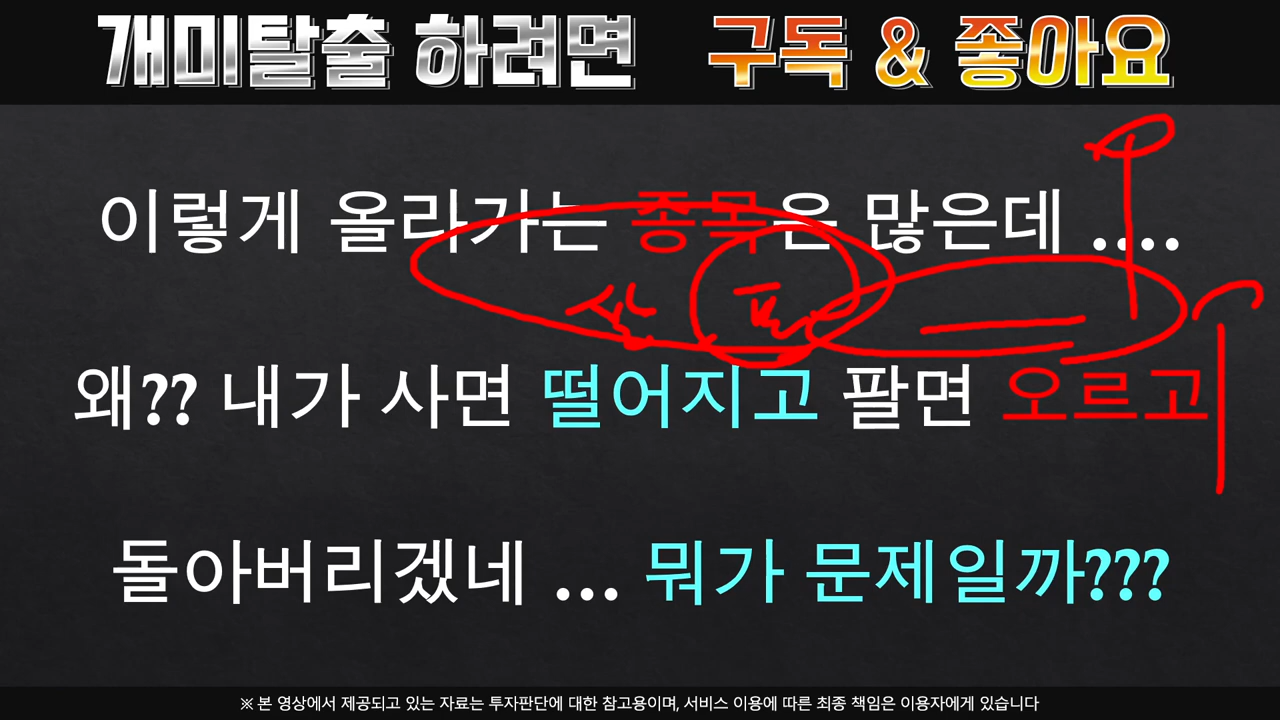 개미탈출 하려면 구독 & 좋아요
이렇게 올라가는 종목은 많은데 ....
왜?? 내가 사면 떨어지고 팔면 오르고
돌아버리겠네 ... 뭐가 문제일까???
※ 본 영상에서 제공되고 있는 자료는 투자판단에 대한 참고용이며, 서비스 이용에 따른 최종 책임은 이용자에게 있습니다